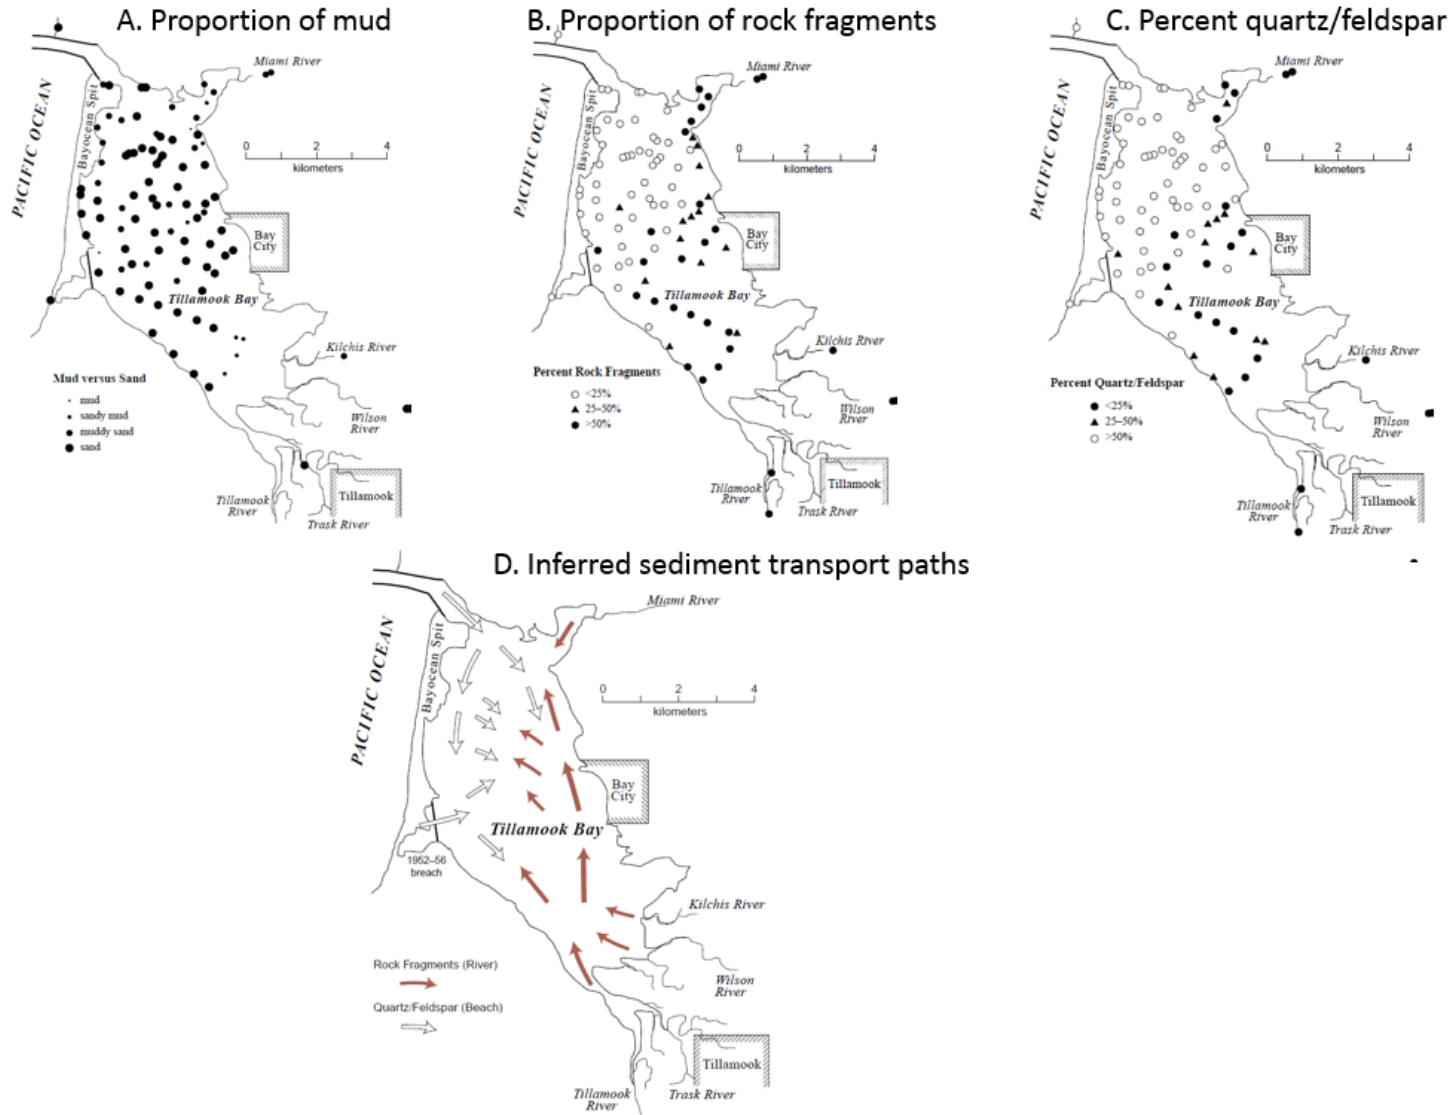 A. Proportion of mud
PACIFIC OCEAN
Bayocean Spit
Miami River
0 2 4
kilometers
Bay
City
Tillamook Bay
Kilchis River
Mud versus Sand
mud
sandy mud
muddy sand
sand
Wilson
River
Tillamook
Tillamook
River
Trask River
B. Proportion of rock fragments
PACIFIC OCEAN
Bayocean Spit
Miami River
0 2 4
kilometers
Bay
City
Tillamook Bay
Kilchis River
Percent Rock Fragments
<25%
25–50%
>50%
Wilson
River
Tillamook
River
Tillamook
Trask River
C. Percent quartz/feldspar
PACIFIC OCEAN
Bayocean Spit
Miami River
0 2 4
kilometers
Bay
City
Tillamook Bay
Kilchis River
Percent Quartz/Feldspar
<25%
25–50%
>50%
Wilson
River
Tillamook
River
Tillamook
Trask River
D. Inferred sediment transport paths
PACIFIC OCEAN
Bayocean Spit
Miami River
0 2 4
kilometers
Bay
City
Tillamook Bay
1952–56
breach
Kilchis River
Rock Fragments (River)
Quartz/Feldspar (Beach)
Wilson
River
Tillamook
Tillamook
River
Trask River